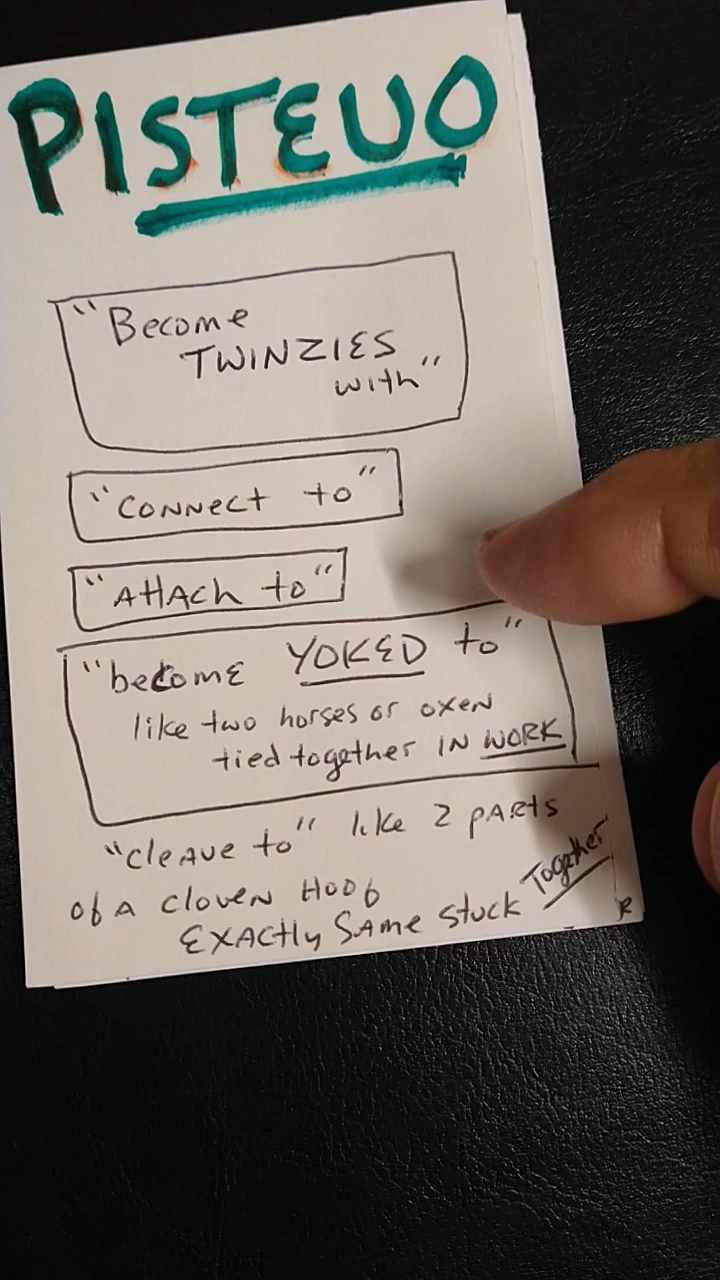 PISTEUO
"Become
TWINZIES
with"
"CONNECT to"
"ATTACH to"
"become YOKED to"
like two horses or oxen
tied together IN WORK
"cleave to" like 2 parts
of a cloven Hoof
EXACTLY SAME stuck Together
R